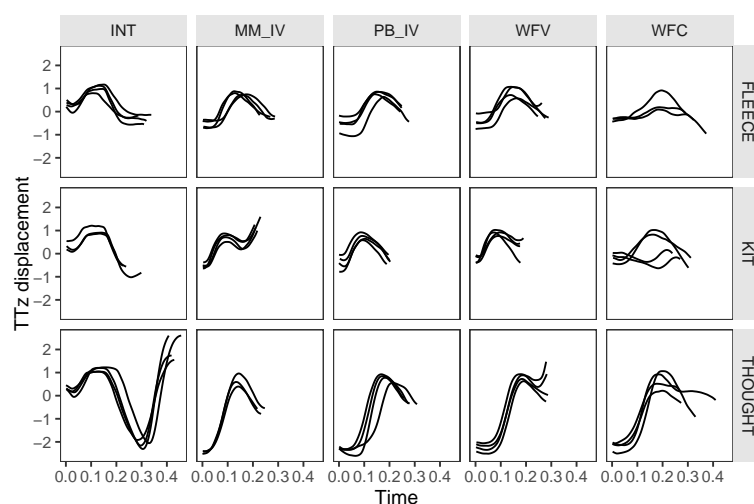 INT MM_IV PB_IV WFV WFC
2
1
0
−1
−2
FLEECE
2
1
0
−1
−2
KIT
2
1
0
−1
−2
THOUGHT
TTz displacement
0.0 0.1 0.2 0.3 0.4 0.0 0.1 0.2 0.3 0.4 0.0 0.1 0.2 0.3 0.4 0.0 0.1 0.2 0.3 0.4 0.0 0.1 0.2 0.3 0.4
Time